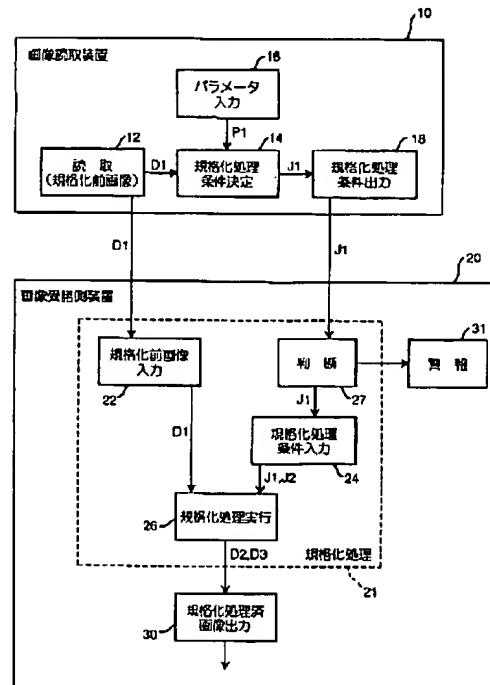 10
画像読取装置
16
パラメータ
入力
P1
12
読 取
(規格化前画像)
D1
14
規格化処理
条件決定
J1
18
規格化処理
条件出力
D1
J1
20
画像受信側装置
規格化前画像
入力
22
判 断
27
31
警 報
D1
J1
規格化処理
条件入力
24
J1,J2
26
規格化処理実行
規格化処理
21
D2,D3
規格化処理済
画像出力
30